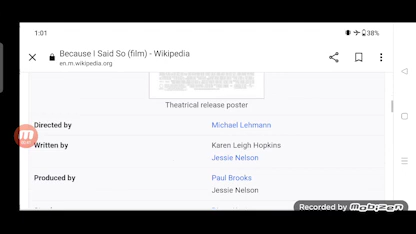 1:01
38%
Because I Said So (film) - Wikipedia
en.m.wikipedia.org
Theatrical release poster
Directed by Michael Lehmann
Written by Karen Leigh Hopkins
Jessie Nelson
Produced by Paul Brooks
Jessie Nelson
Recorded by Mobizen